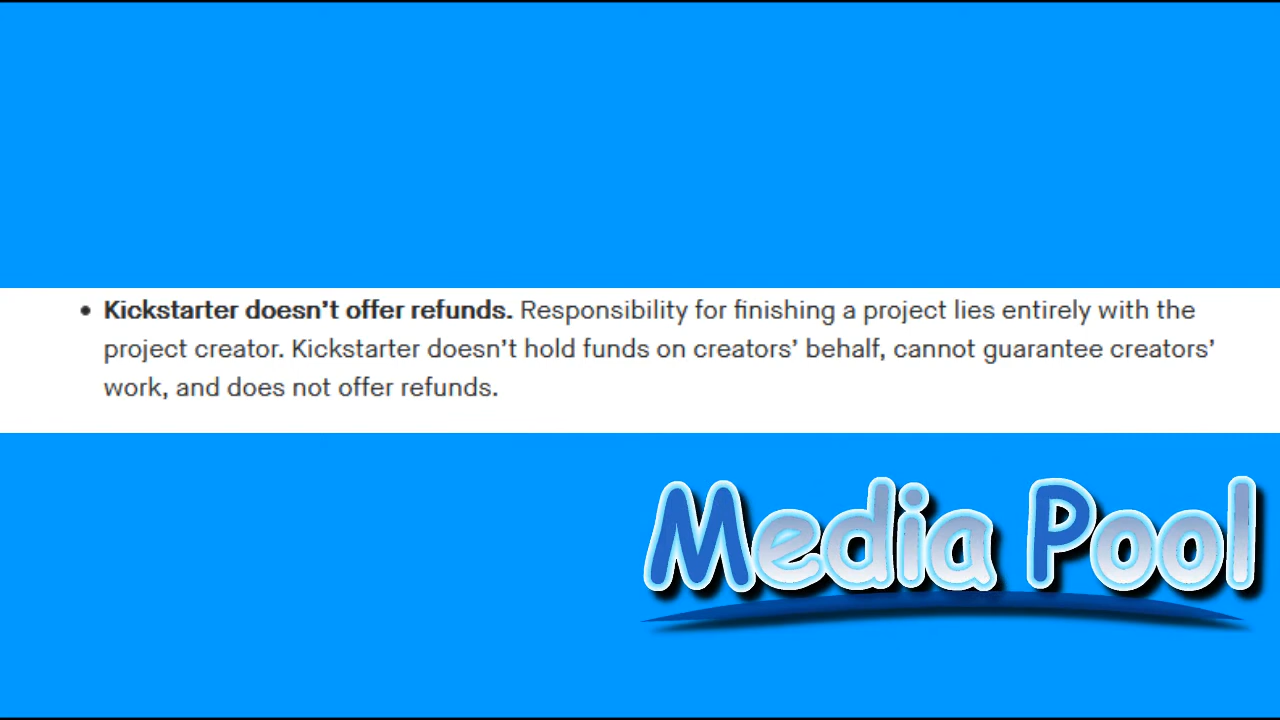 • Kickstarter doesn’t offer refunds. Responsibility for finishing a project lies entirely with the
project creator. Kickstarter doesn’t hold funds on creators’ behalf, cannot guarantee creators’
work, and does not offer refunds.
Media Pool